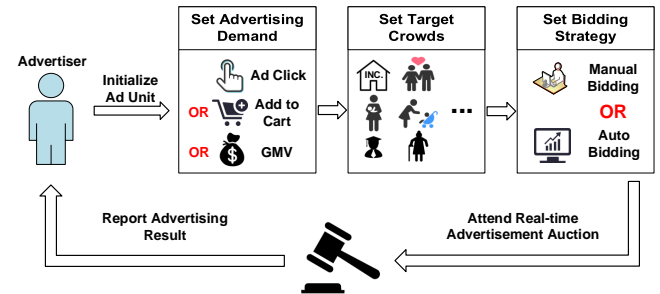 Advertiser
Initialize
Ad Unit
Set Advertising
Demand
Ad Click
OR
Add to
Cart
OR
$
GMV
Set Target
Crowds
INC.
...
Set Bidding
Strategy
Manual
Bidding
OR
Auto
Bidding
Attend Real-time
Advertisement Auction
Report Advertising
Result